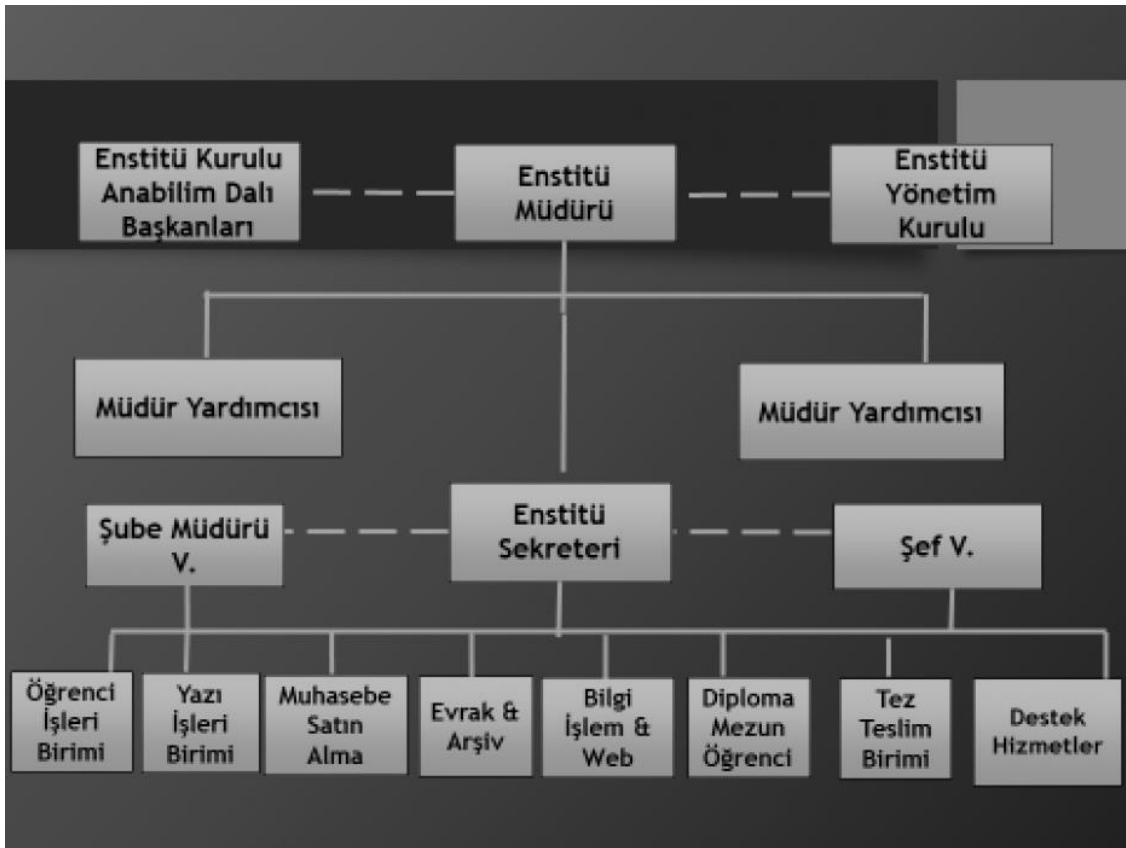 Enstitü Kurulu
Anabilim Dalı
Başkanları
Enstitü
Müdürü
Enstitü
Yönetim
Kurulu
Müdür Yardımcısı
Müdür Yardımcısı
Şube Müdürü
V.
Enstitü
Sekreteri
Şef V.
Öğrenci
İşleri
Birimi
Yazı
İşleri
Birimi
Muhasebe
Satın
Alma
Evrak &
Arşiv
Bilgi
İşlem &
Web
Diploma
Mezun
Öğrenci
Tez
Teslim
Birimi
Destek
Hizmetler